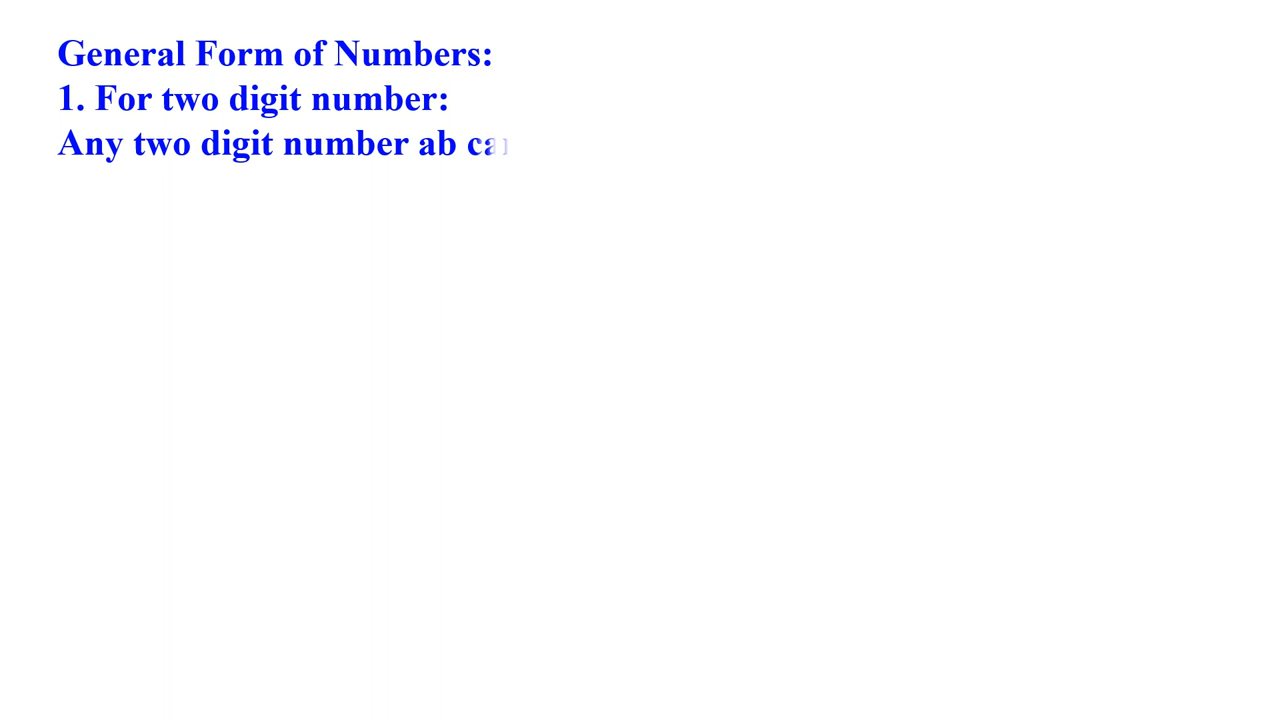 General Form of Numbers:
1. For two digit number:
Any two digit number ab